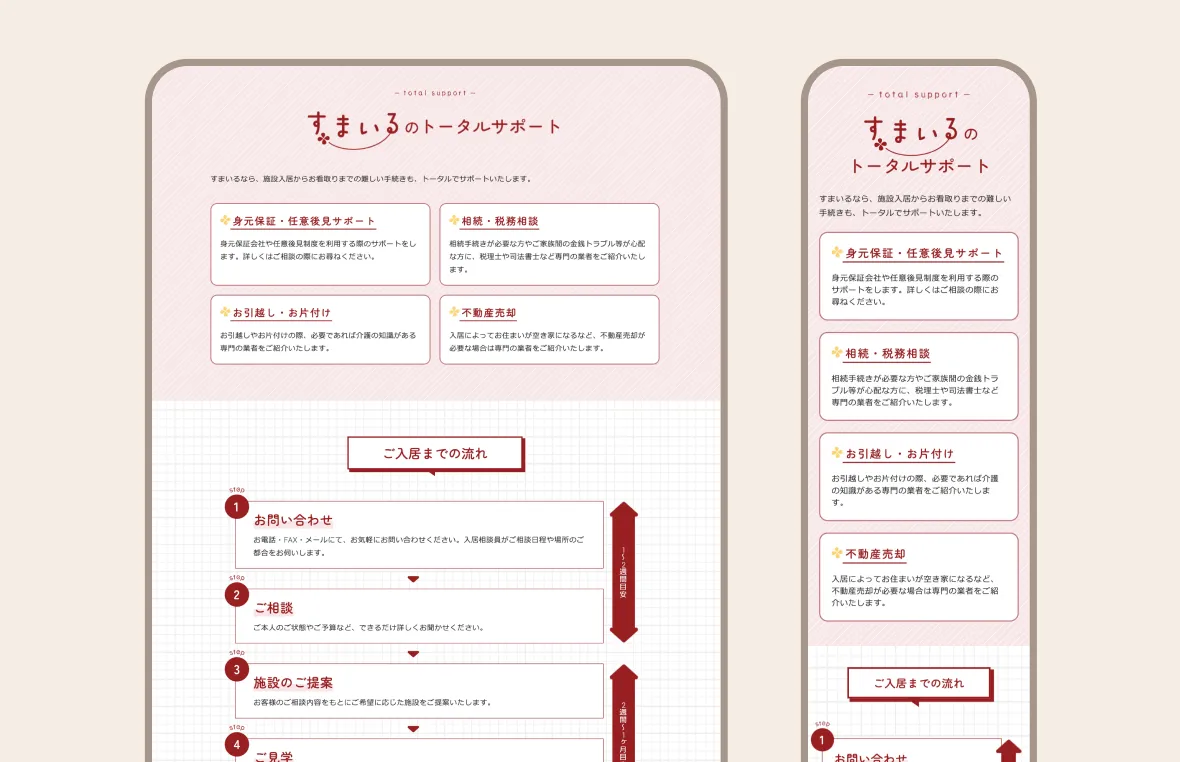 − total support −
すまいるのトータルサポート
すまいるなら、施設入居からお看取りまでの難しい手続きも、トータルでサポートいたします。
身元保証・任意後見サポート
身元保証会社や任意後見制度を利用する際のサポートをし
ます。詳しくはご相談の際にお尋ねください。
相続・税務相談
相続手続きが必要な方やご家族間の金銭トラブル等が心配
な方に、税理士や司法書士など専門の業者をご紹介いたし
ます。
お引越し・お片付け
お引越しやお片付けの際、必要であれば介護の知識がある
専門の業者をご紹介いたします。
不動産売却
入居によってお住まいが空き家になるなど、不動産売却が
必要な場合は専門の業者をご紹介いたします。
ご入居までの流れ
step
1
お問い合わせ
お電話・FAX・メールにて、お気軽にお問い合わせください。入居相談員がご相談日程や場所のご
都合をお伺いします。
step
2
ご相談
ご本人のご状態やご予算など、できるだけ詳しくお聞かせください。
1〜2週間目安
step
3
施設のご提案
お客様のご相談内容をもとにご希望に応じた施設をご提案いたします。
step
4
ご見学
2週間〜1ヶ月目
− total support −
すまいるの
トータルサポート
すまいるなら、施設入居からお看取りまでの難しい
手続きも、トータルでサポートいたします。
身元保証・任意後見サポート
身元保証会社や任意後見制度を利用する際の
サポートをします。詳しくはご相談の際にお
尋ねください。
相続・税務相談
相続手続きが必要な方やご家族間の金銭トラ
ブル等が心配な方に、税理士や司法書士など
専門の業者をご紹介いたします。
お引越し・お片付け
お引越しやお片付けの際、必要であれば介護
の知識がある専門の業者をご紹介いたしま
す。
不動産売却
入居によってお住まいが空き家になるなど、
不動産売却が必要な場合は専門の業者をご紹
介いたします。
ご入居までの流れ
step
1
お問い合わせ